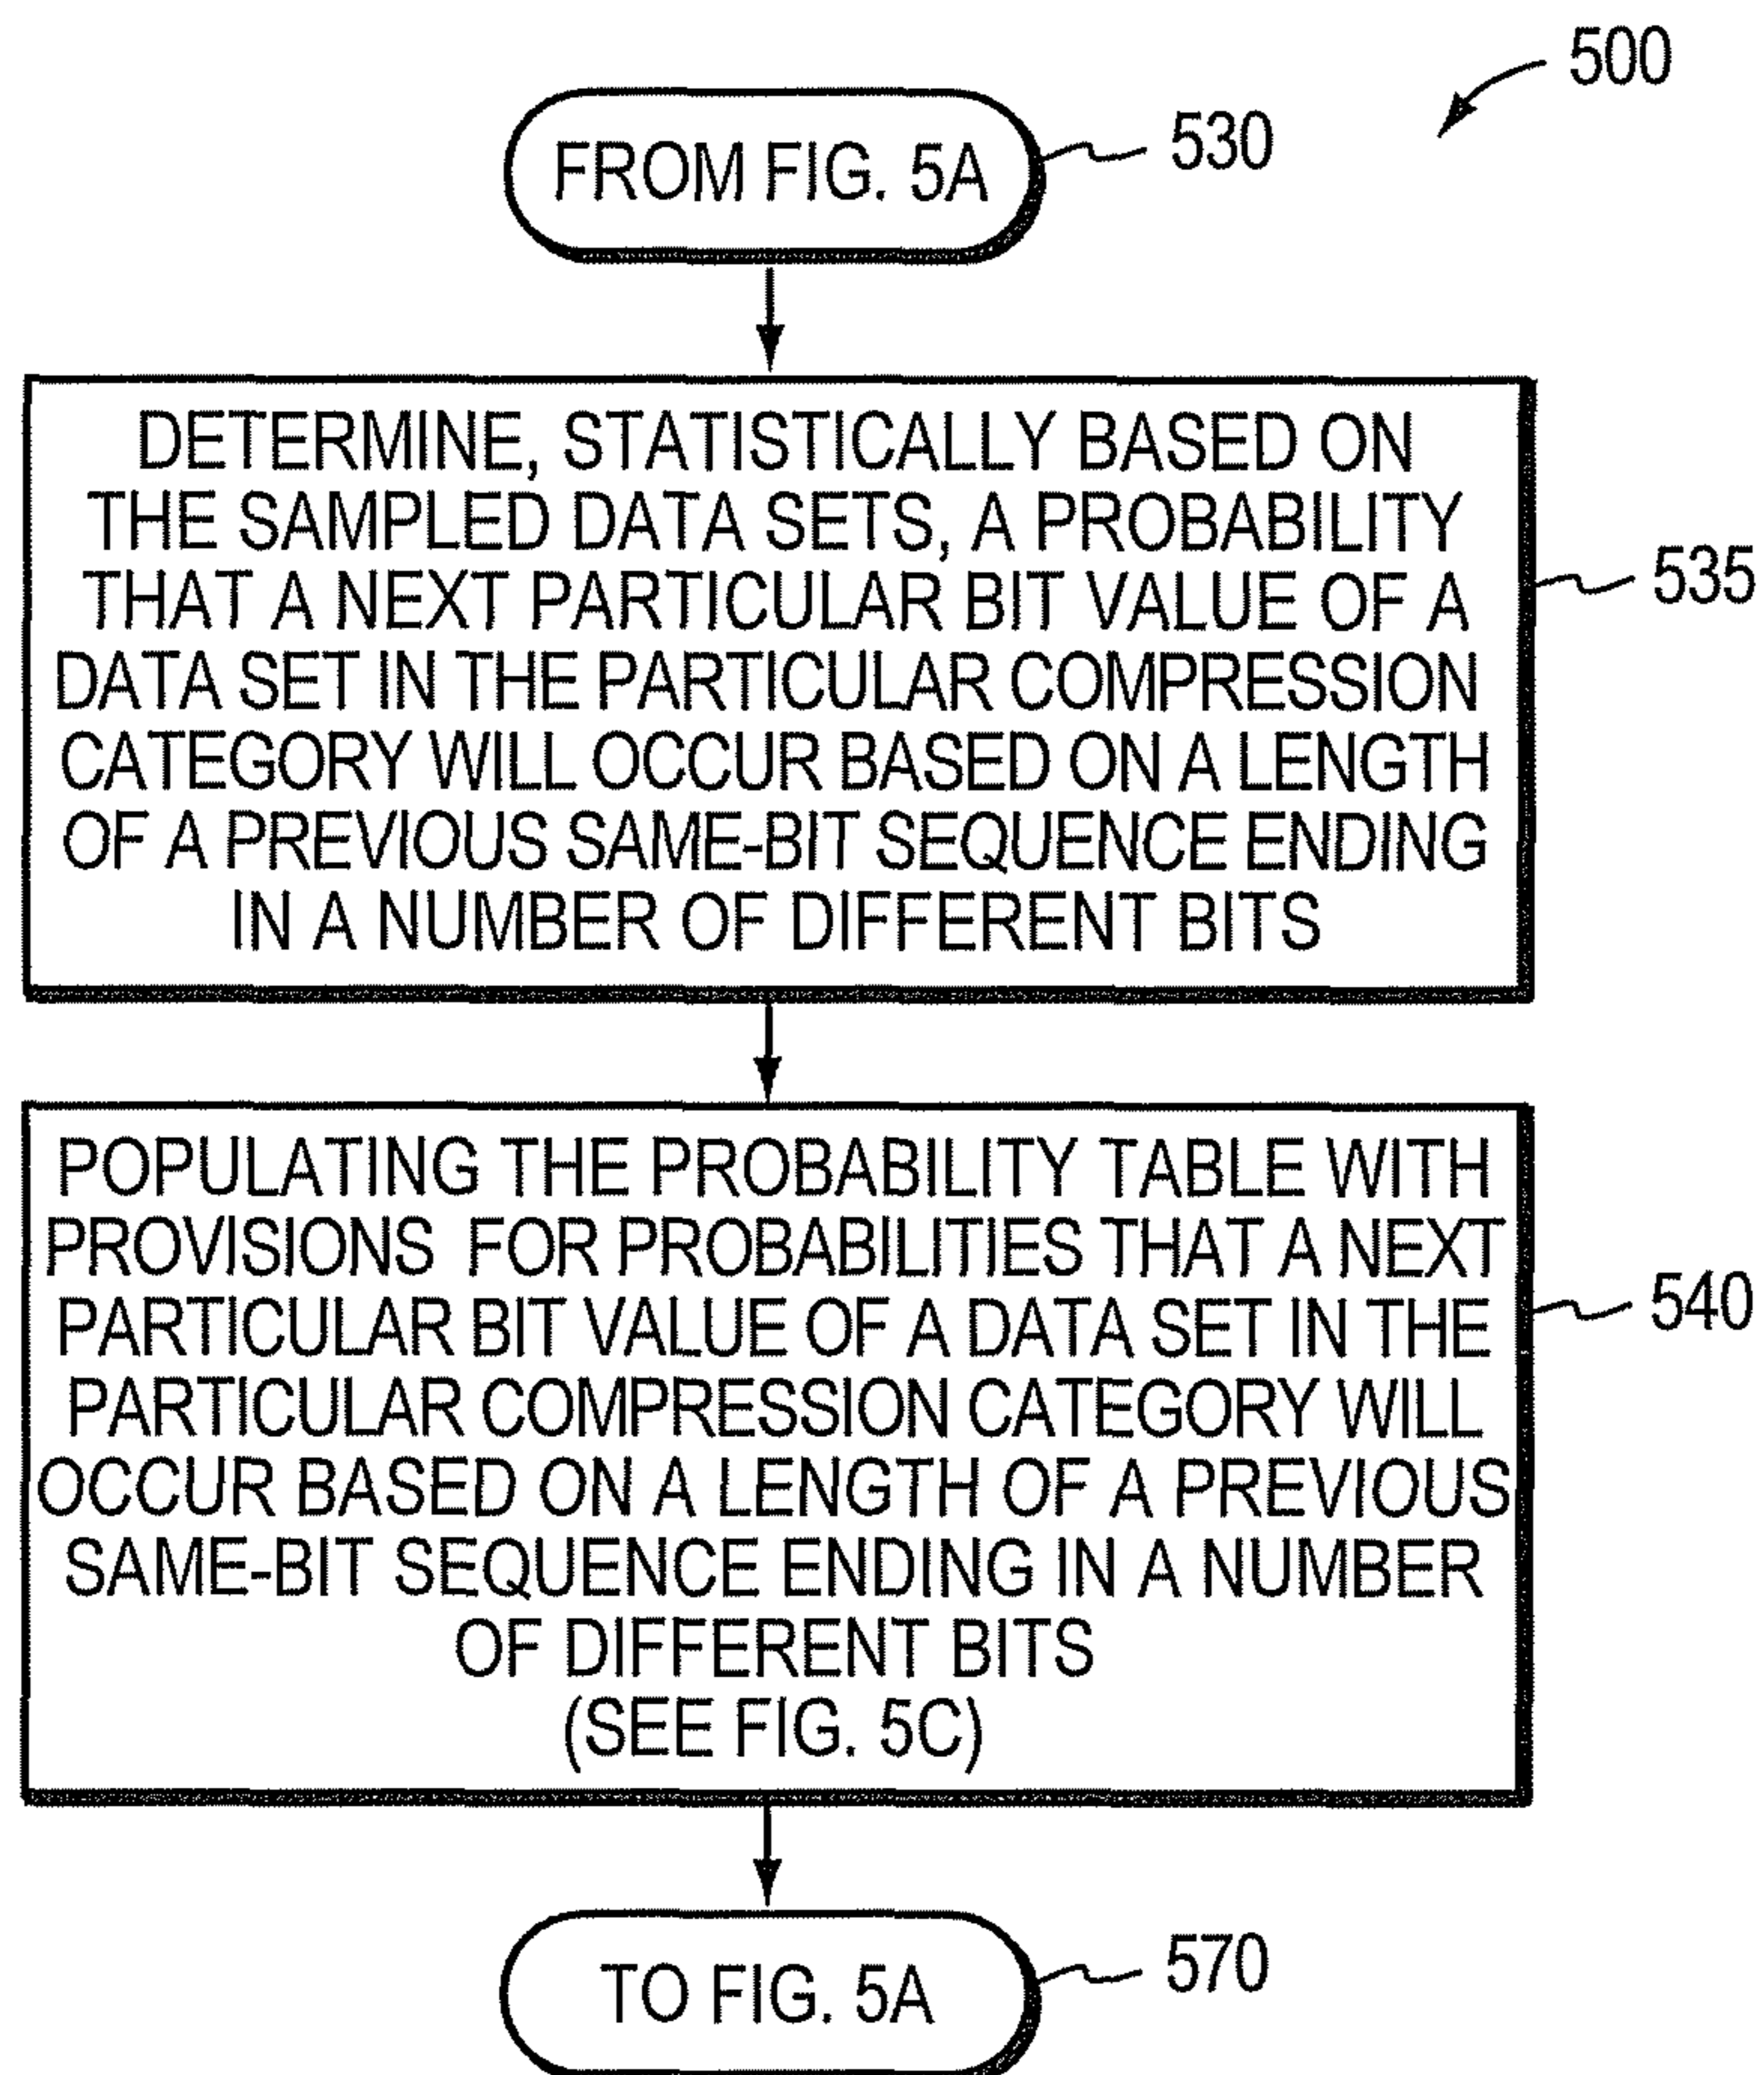 500
FROM FIG. 5A
530
DETERMINE, STATISTICALLY BASED ON
THE SAMPLED DATA SETS, A PROBABILITY
THAT A NEXT PARTICULAR BIT VALUE OF A
DATA SET IN THE PARTICULAR COMPRESSION
CATEGORY WILL OCCUR BASED ON A LENGTH
OF A PREVIOUS SAME-BIT SEQUENCE ENDING
IN A NUMBER OF DIFFERENT BITS
535
POPULATING THE PROBABILITY TABLE WITH
PROVISIONS FOR PROBABILITIES THAT A NEXT
PARTICULAR BIT VALUE OF A DATA SET IN THE
PARTICULAR COMPRESSION CATEGORY WILL
OCCUR BASED ON A LENGTH OF A PREVIOUS
SAME-BIT SEQUENCE ENDING IN A NUMBER
OF DIFFERENT BITS
(SEE FIG. 5C)
540
TO FIG. 5A
570